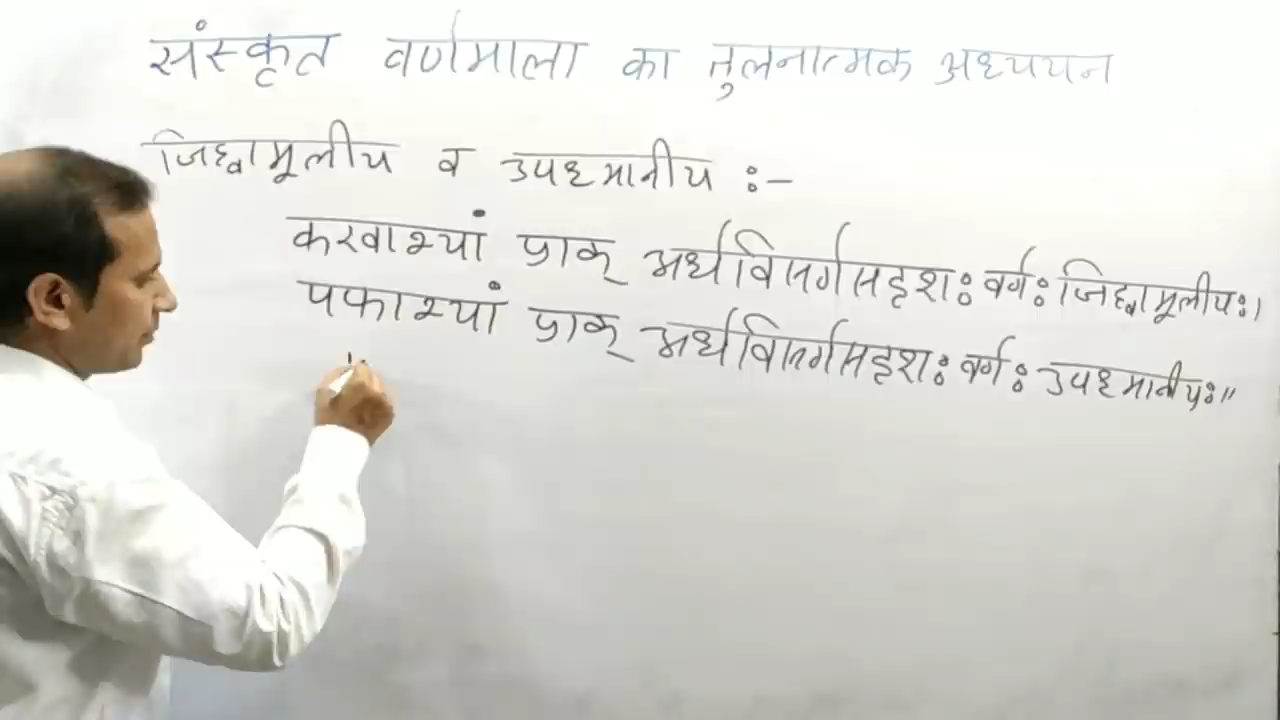 संस्कृत वर्णमाला का तुलनात्मक अध्ययन
जिह्वामूलीय व उपध्मानीय :-
कखाभ्यां प्राक् अर्धविसर्गसदृशः वर्गः जिह्वामूलीयः।
पफाभ्यां प्राक् अर्धविसर्गसदृशः वर्गः उपध्मानीयः॥